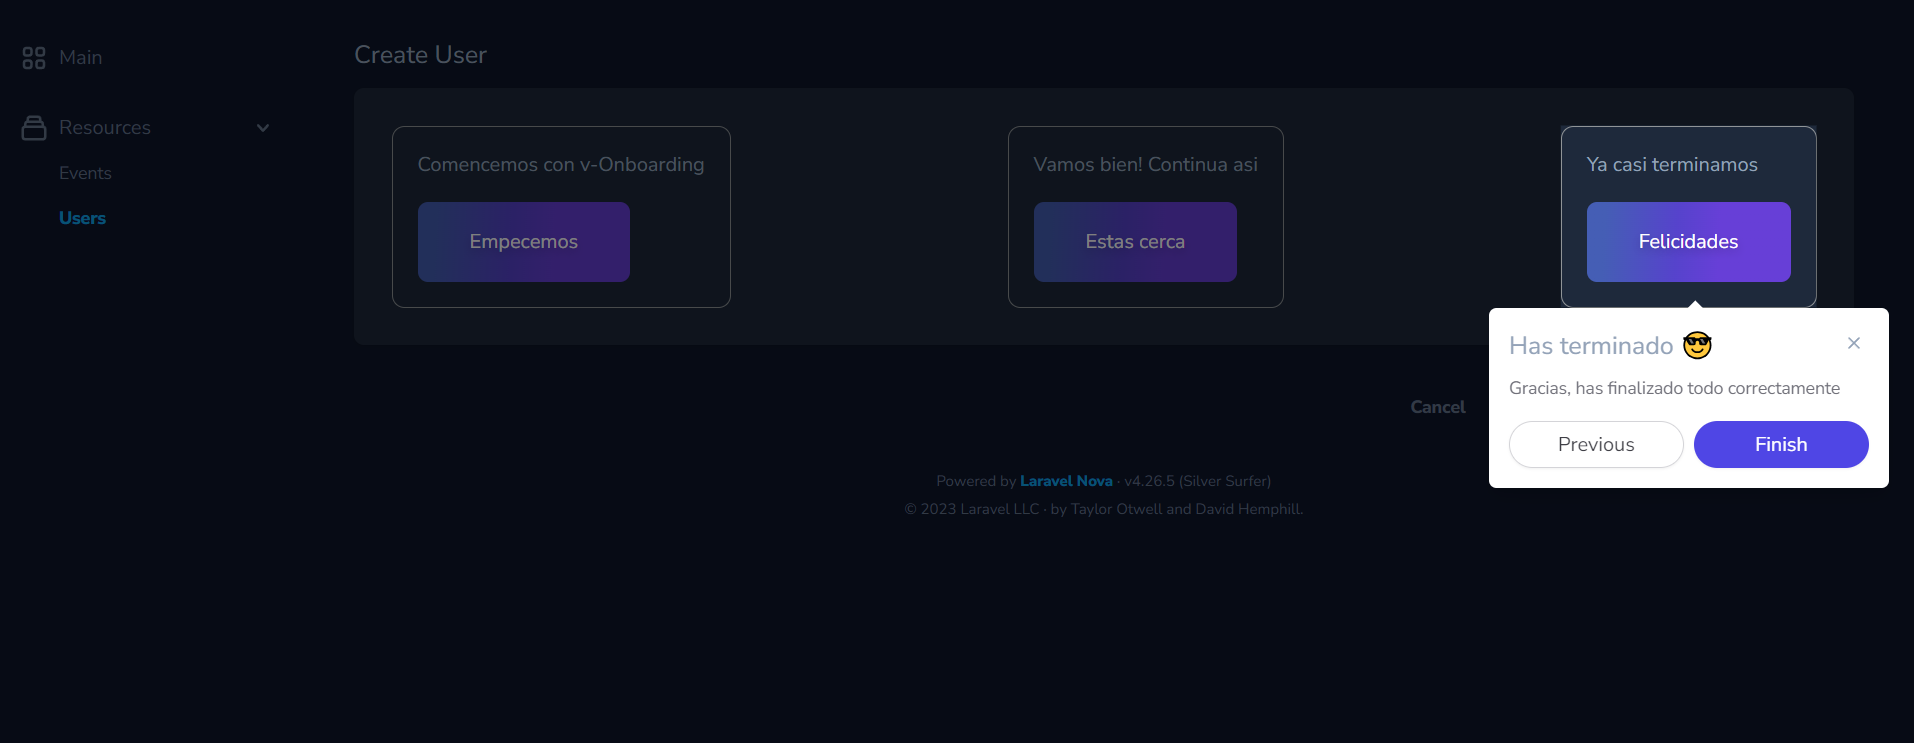 Main
Resources
Events
Users
Create User
Comencemos con v-Onboarding
Empecemos
Vamos bien! Continua asi
Estas cerca
Ya casi terminamos
Felicidades
Has terminado 😎
Gracias, has finalizado todo correctamente
Previous
Finish
Cancel
Powered by Laravel Nova · v4.26.5 (Silver Surfer)
© 2023 Laravel LLC · by Taylor Otwell and David Hemphill.